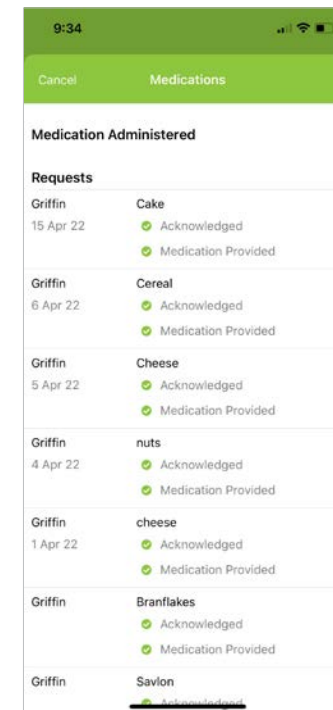 9:34
Cancel Medications
Medication Administered
Requests
Griffin Cake
15 Apr 22 Acknowledged
Medication Provided
Griffin Cereal
6 Apr 22 Acknowledged
Medication Provided
Griffin Cheese
5 Apr 22 Acknowledged
Medication Provided
Griffin nuts
4 Apr 22 Acknowledged
Medication Provided
Griffin cheese
1 Apr 22 Acknowledged
Medication Provided
Griffin Branflakes
Acknowledged
Medication Provided
Griffin Savlon
Acknowledged